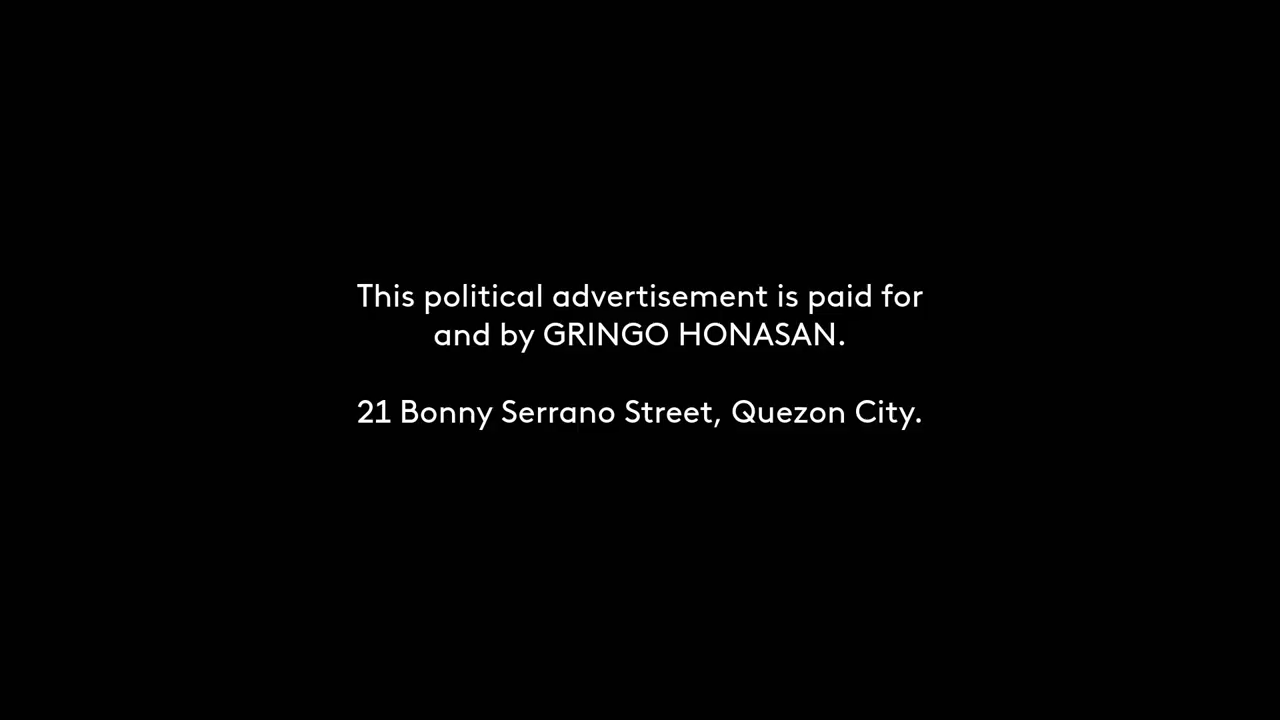 This political advertisement is paid for
and by GRINGO HONASAN.
21 Bonny Serrano Street, Quezon City.